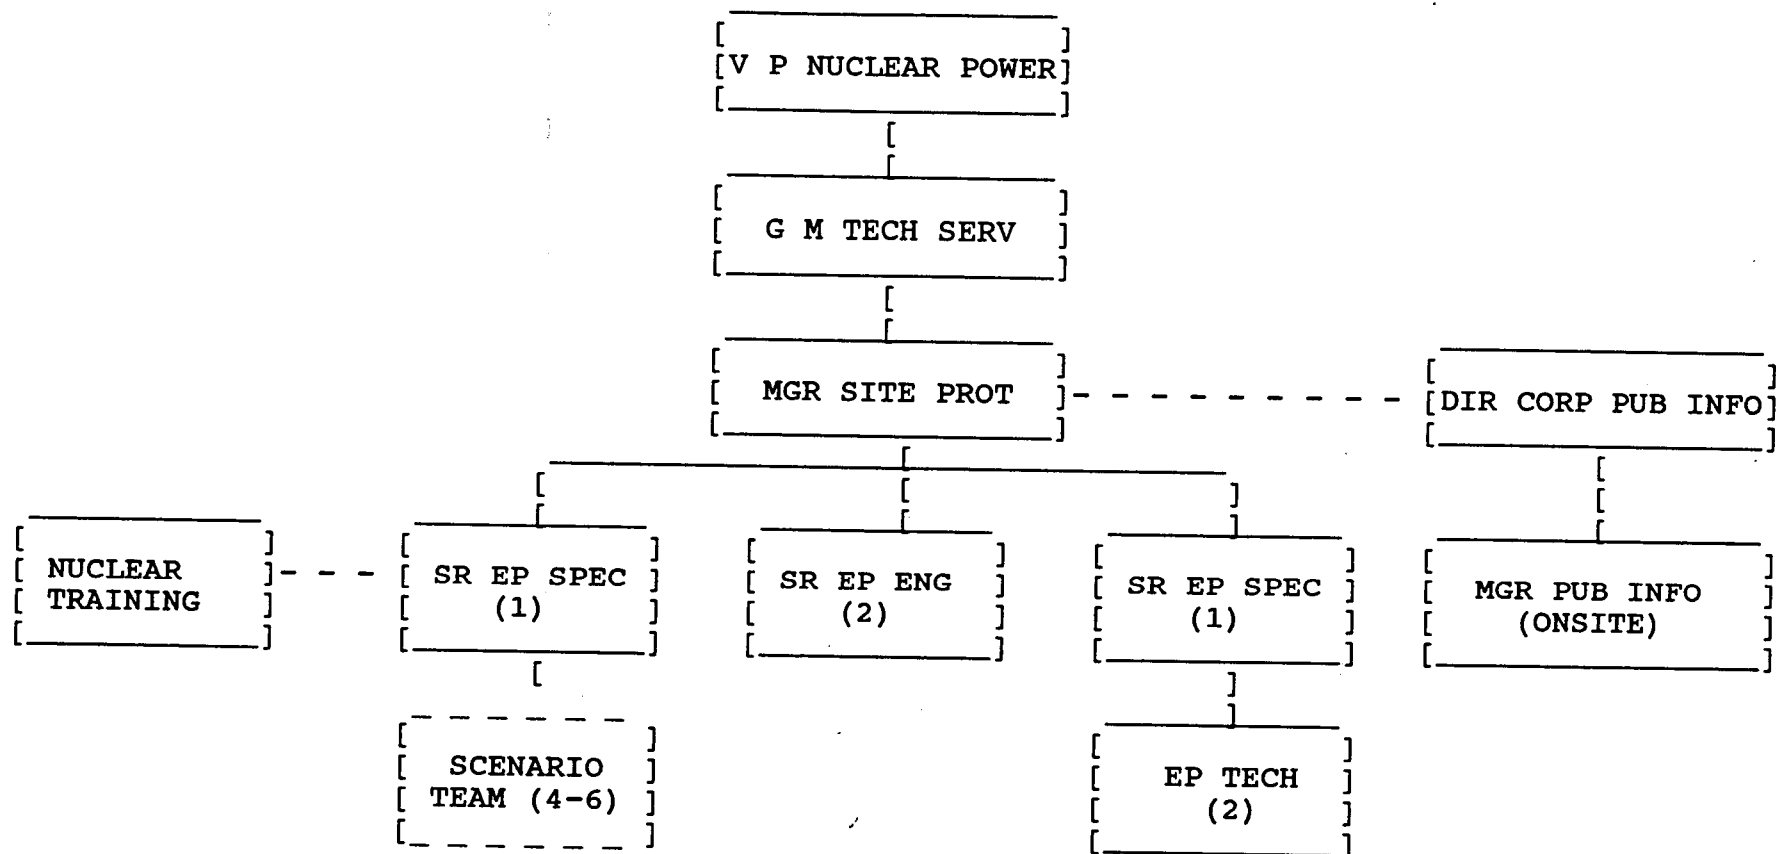 V P NUCLEAR POWER
G M TECH SERV
MGR SITE PROT
DIR CORP PUB INFO
NUCLEAR
TRAINING
SR EP SPEC
(1)
SR EP ENG
(2)
SR EP SPEC
(1)
MGR PUB INFO
(ONSITE)
SCENARIO
TEAM (4-6)
EP TECH
(2)